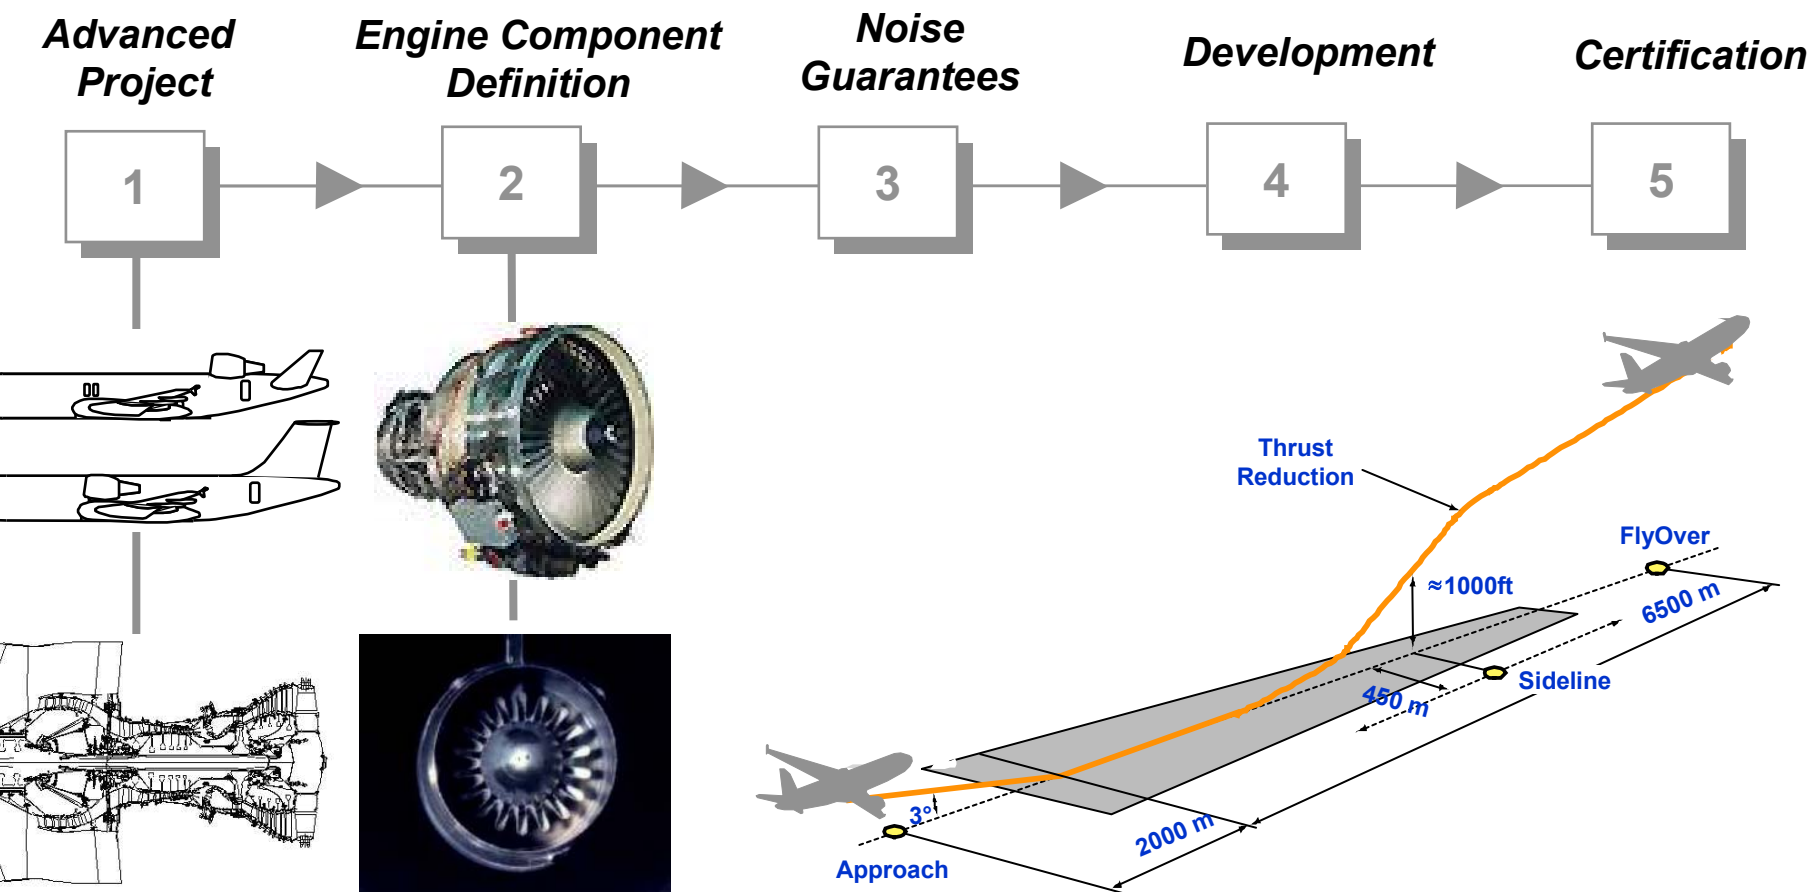 Advanced
Project
Engine Component
Definition
Noise
Guarantees
Development
Certification
1
2
3
4
5
Thrust
Reduction
FlyOver
≈1000ft
6500 m
Sideline
450 m
3°
2000 m
Approach